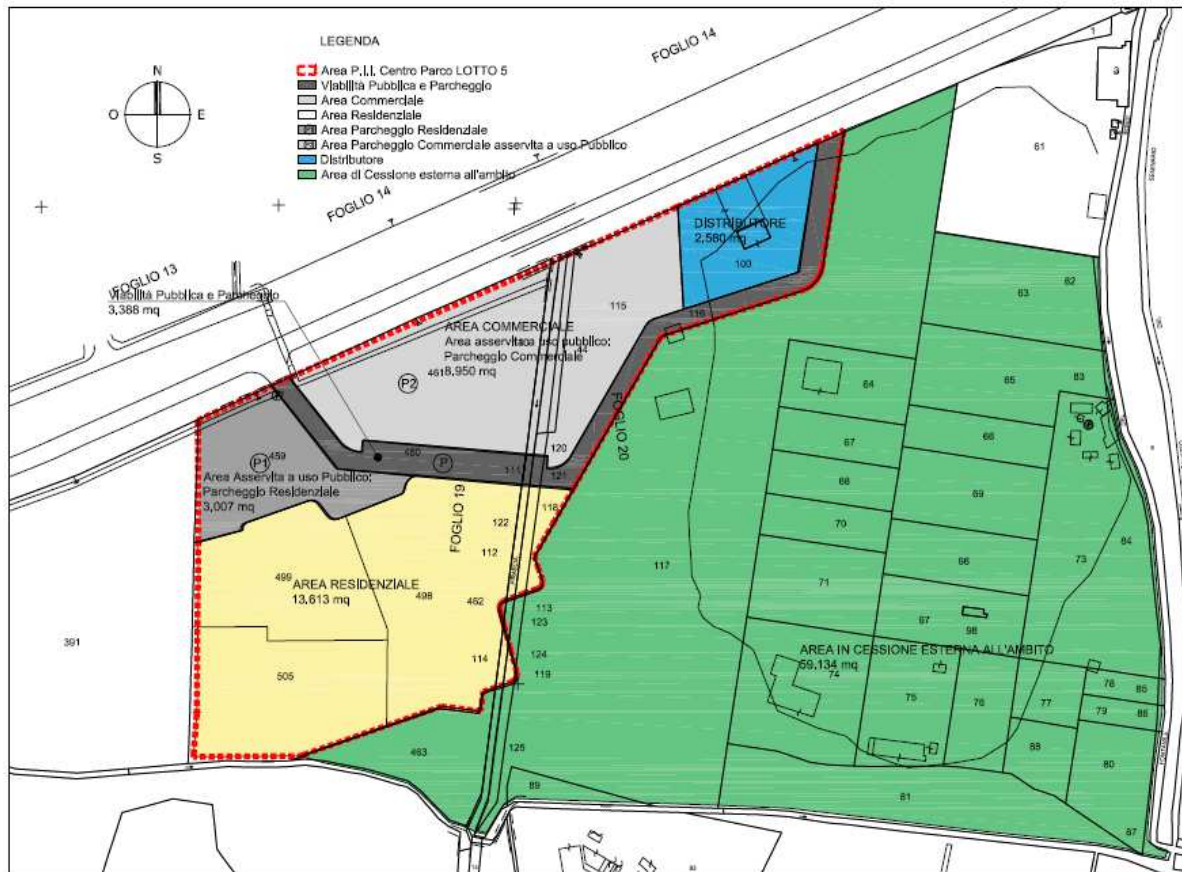 LEGENDA
Area P.I.I. Centro Parco LOTTO 5
Viabilità Pubblica e Parcheggio
Area Commerciale
Area Residenziale
Area Parcheggio Residenziale
Area Parcheggio Commerciale asservita a uso Pubblico
Distributore
Area di Cessione esterna all'ambito
N
O
E
S
FOGLIO 14
FOGLIO 14
FOGLIO 13
Viabilità Pubblica e Parcheggio
3,388 mq
DISTRIBUTORE
2,580 mq
100
115
116
AREA COMMERCIALE
Area asservita a uso pubblico:
Parcheggio Commerciale
461
8,950 mq
P2
P1
459
Area Asservita a uso Pubblico:
Parcheggio Residenziale
3,007 mq
460
P
111
120
121
FOGLIO 20
FOGLIO 19
118
122
112
499
AREA RESIDENZIALE
13,613 mq
498
462
113
123
114
124
119
505
391
463
125
89
117
61
1
62
63
64
65
83
66
67
68
69
70
71
96
73
84
97
98
AREA IN CESSIONE ESTERNA ALL'AMBITO
59,134 mq
74
75
76
77
78
85
79
86
88
80
81
87